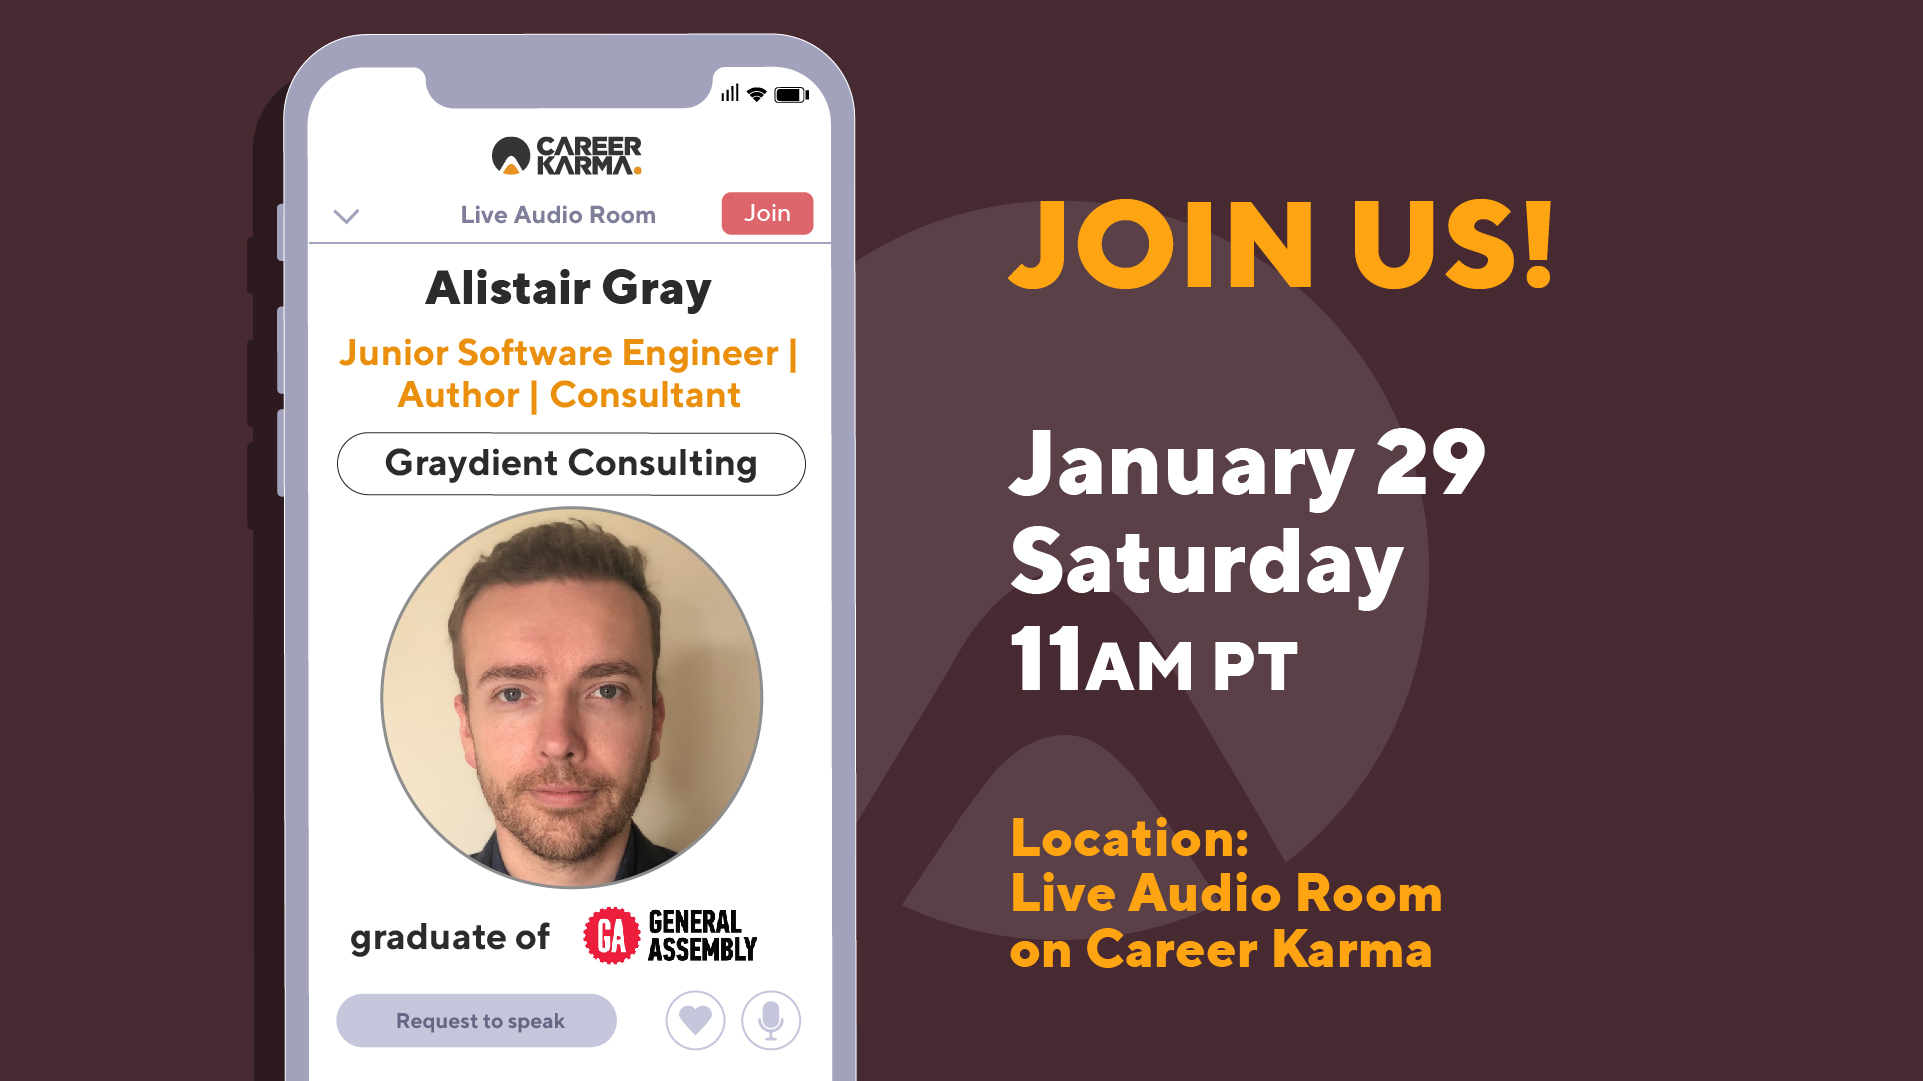 CAREER
KARMA.
Live Audio Room
Join
Alistair Gray
Junior Software Engineer |
Author | Consultant
Graydient Consulting
graduate of
GA
GENERAL
ASSEMBLY
Request to speak
JOIN US!
January 29
Saturday
11AM PT
Location:
Live Audio Room
on Career Karma